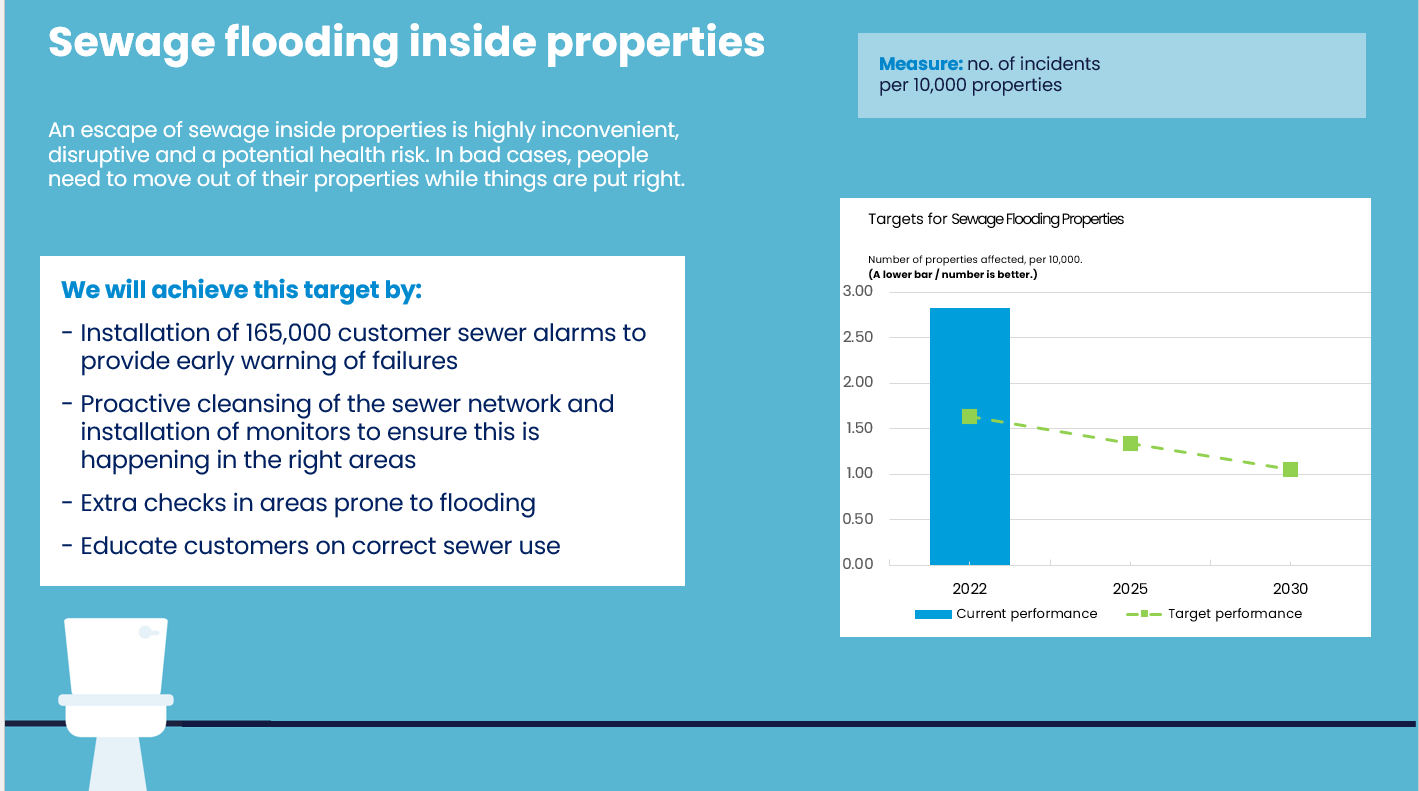 Sewage flooding inside properties
Measure: no. of incidents
per 10,000 properties
An escape of sewage inside properties is highly inconvenient,
disruptive and a potential health risk. In bad cases, people
need to move out of their properties while things are put right.
We will achieve this target by:
- Installation of 165,000 customer sewer alarms to
provide early warning of failures
- Proactive cleansing of the sewer network and
installation of monitors to ensure this is
happening in the right areas
- Extra checks in areas prone to flooding
- Educate customers on correct sewer use
Targets for Sewage Flooding Properties
Number of properties affected, per 10,000.
(A lower bar / number is better.)
3.00
2.50
2.00
1.50
1.00
0.50
0.00
2022 2025 2030
Current performance Target performance